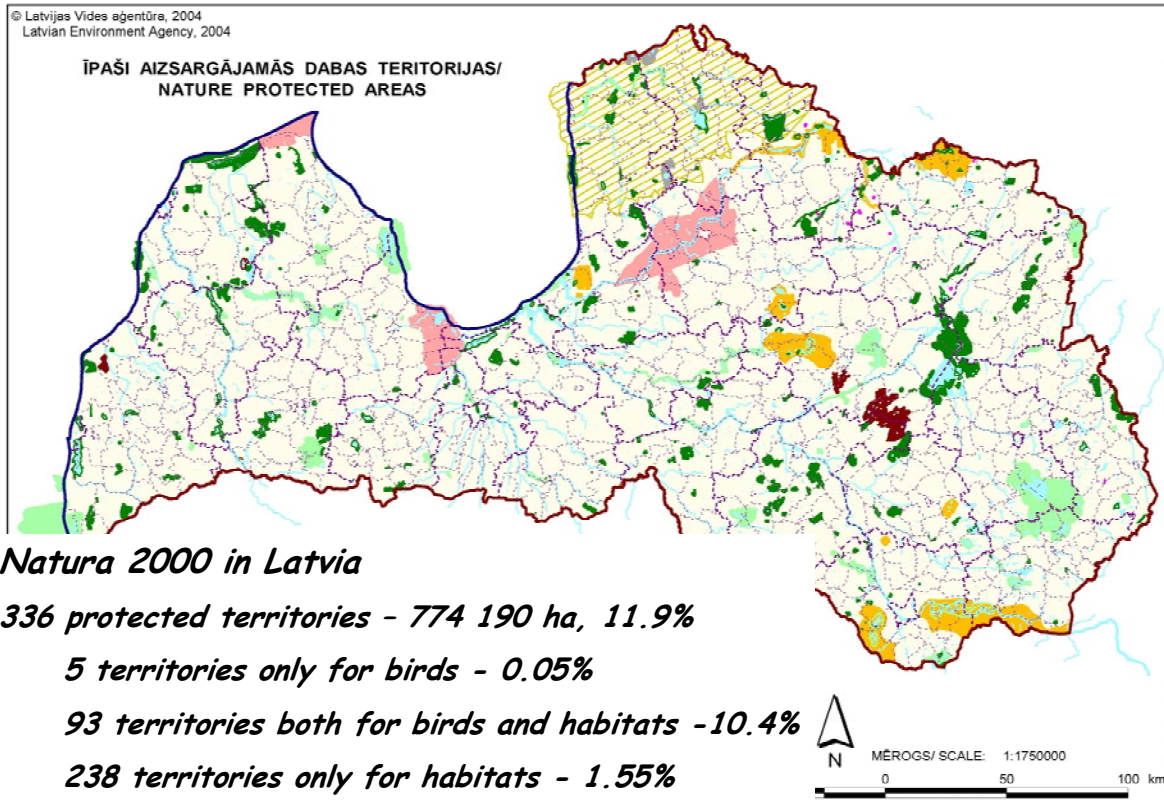 © Latvijas Vides aģentūra, 2004
Latvian Environment Agency, 2004
ĪPAŠI AIZSARGĀJAMĀS DABAS TERITORIJAS/
NATURE PROTECTED AREAS
Natura 2000 in Latvia
336 protected territories – 774 190 ha, 11.9%
5 territories only for birds - 0.05%
93 territories both for birds and habitats -10.4%
238 territories only for habitats - 1.55%
N
MĒROGS/ SCALE: 1:1750000
0 50 100 km